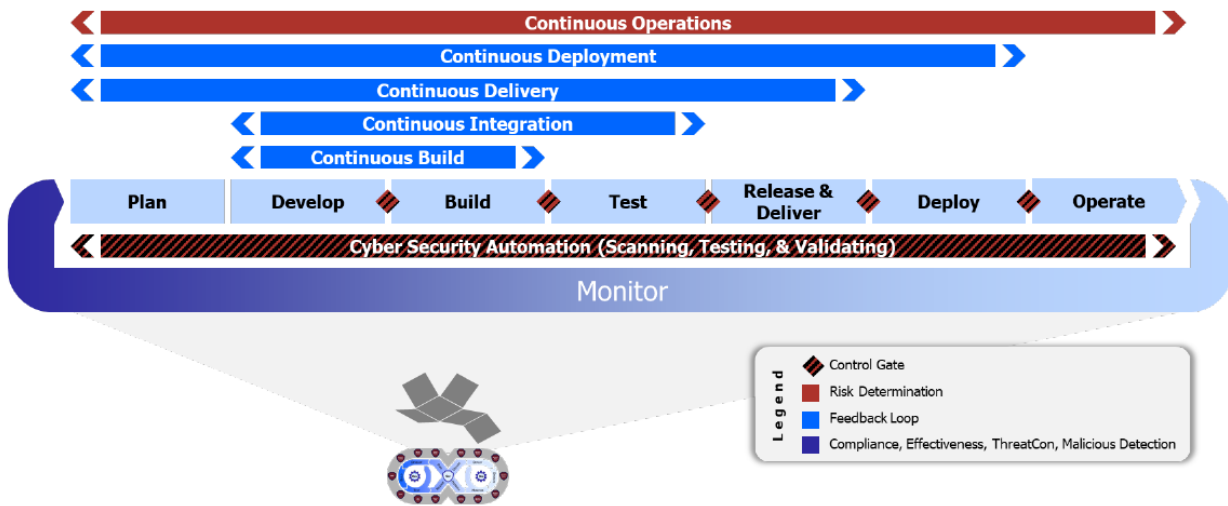 Continuous Operations
Continuous Deployment
Continuous Delivery
Continuous Integration
Continuous Build
Plan
Develop
Build
Test
Release &
Deliver
Deploy
Operate
Cyber Security Automation (Scanning, Testing, & Validating)
Monitor
Legend
Control Gate
Risk Determination
Feedback Loop
Compliance, Effectiveness, ThreatCon, Malicious Detection